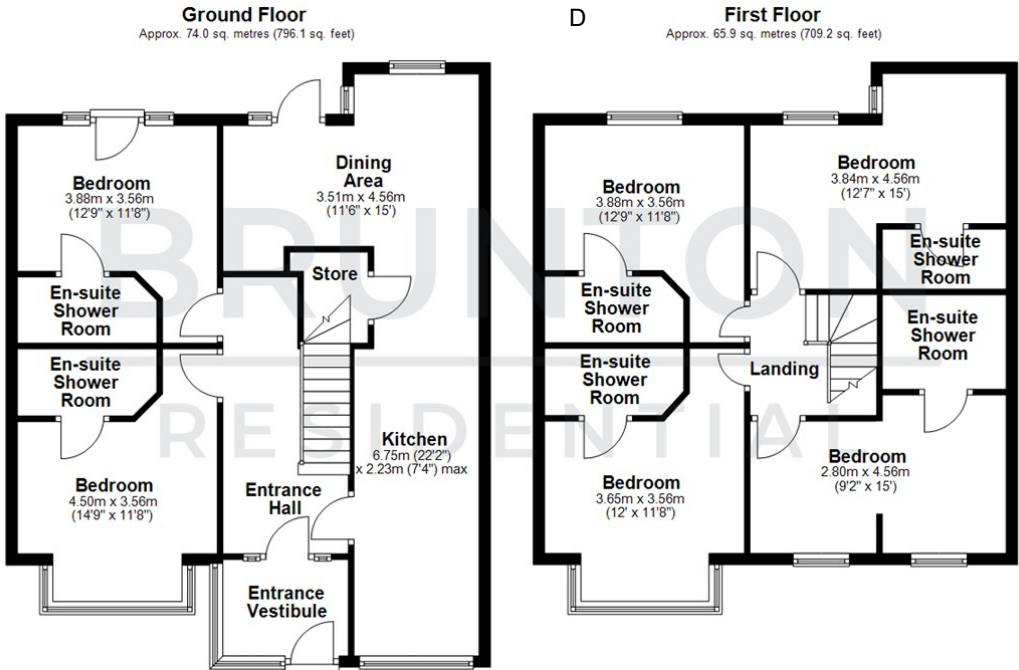 Ground Floor
Approx. 74.0 sq. metres (796.1 sq. feet)
Bedroom
3.88m x 3.56m
(12'9" x 11'8")
Dining
Area
3.51m x 4.56m
(11'6" x 15')
Store
En-suite
Shower
Room
En-suite
Shower
Room
Bedroom
4.50m x 3.56m
(14'9" x 11'8")
Kitchen
6.75m (22'2")
x 2.23m (7'4") max
Entrance
Hall
Entrance
Vestibule
D
First Floor
Approx. 65.9 sq. metres (709.2 sq. feet)
Bedroom
3.88m x 3.56m
(12'9" x 11'8")
Bedroom
3.84m x 4.56m
(12'7" x 15')
En-suite
Shower
Room
En-suite
Shower
Room
En-suite
Shower
Room
En-suite
Shower
Room
Landing
Bedroom
3.65m x 3.56m
(12' x 11'8")
Bedroom
2.80m x 4.56m
(9'2" x 15')
BRUNTON
RESIDENTIAL